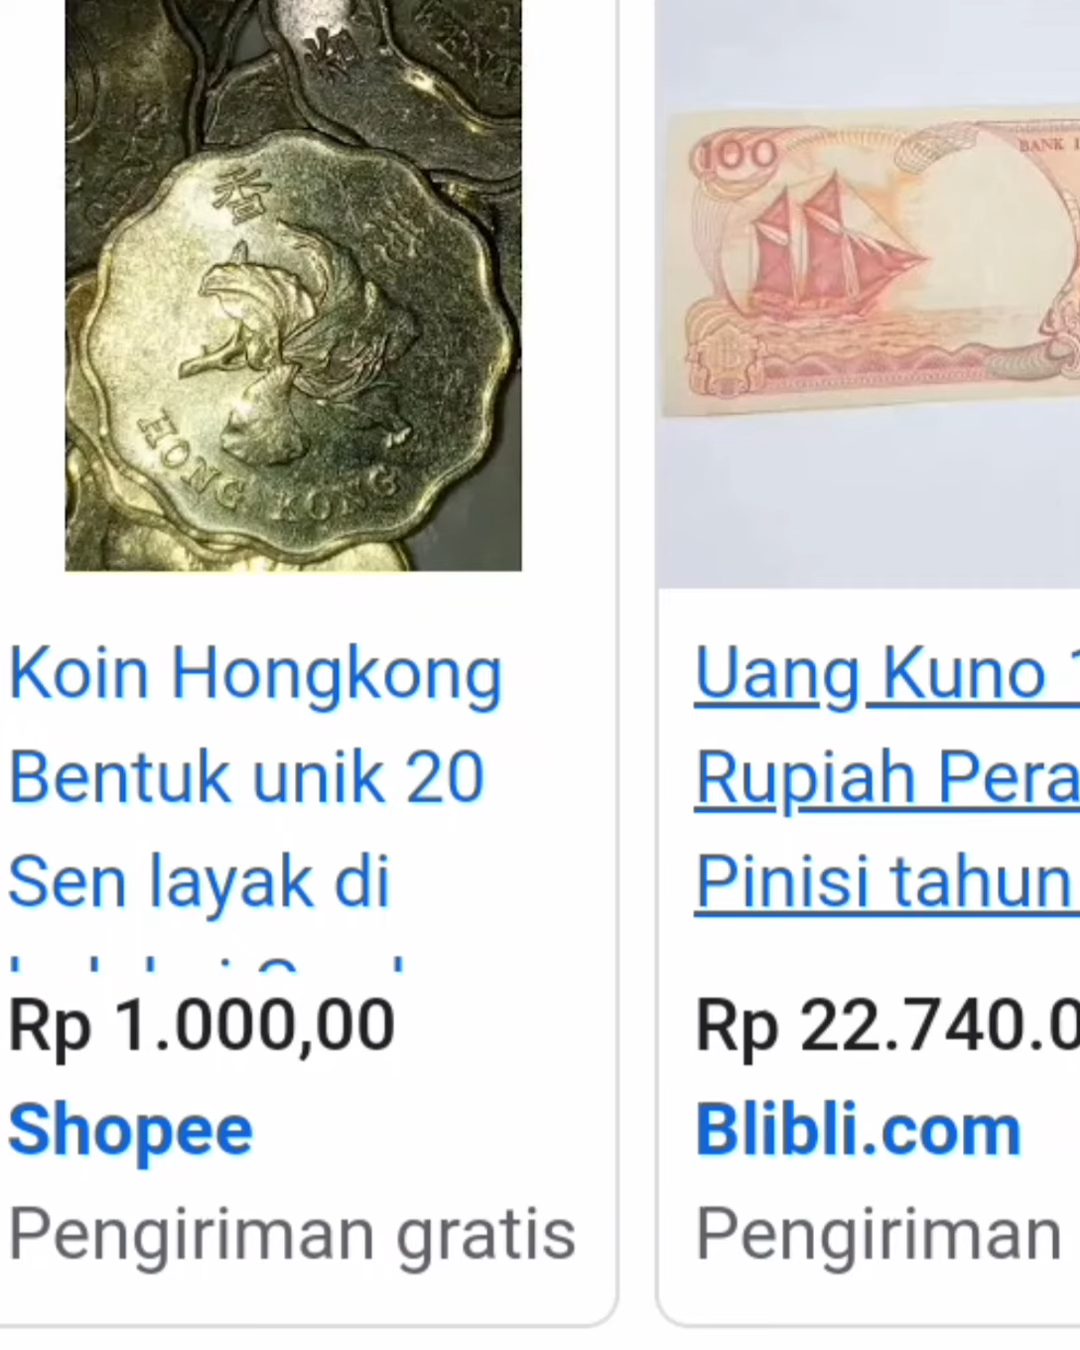 香
HONG KONG
Koin Hongkong
Bentuk unik 20
Sen layak di
Rp 1.000,00
Shopee
Pengiriman gratis
100
BANK
Uang Kuno
Rupiah Pera
Pinisi tahun
Rp 22.740.0
Blibli.com
Pengiriman